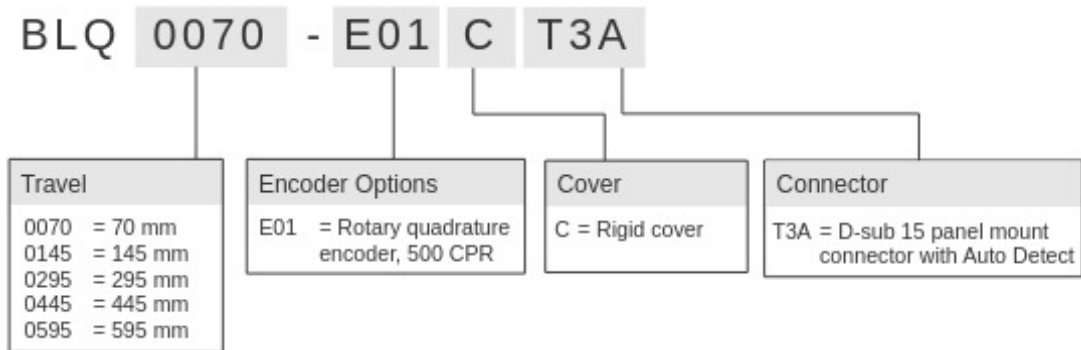 BLQ 0070 - E01 C T3A
Travel
0070 = 70 mm
0145 = 145 mm
0295 = 295 mm
0445 = 445 mm
0595 = 595 mm
Encoder Options
E01 = Rotary quadrature
encoder, 500 CPR
Cover
C = Rigid cover
Connector
T3A = D-sub 15 panel mount
connector with Auto Detect